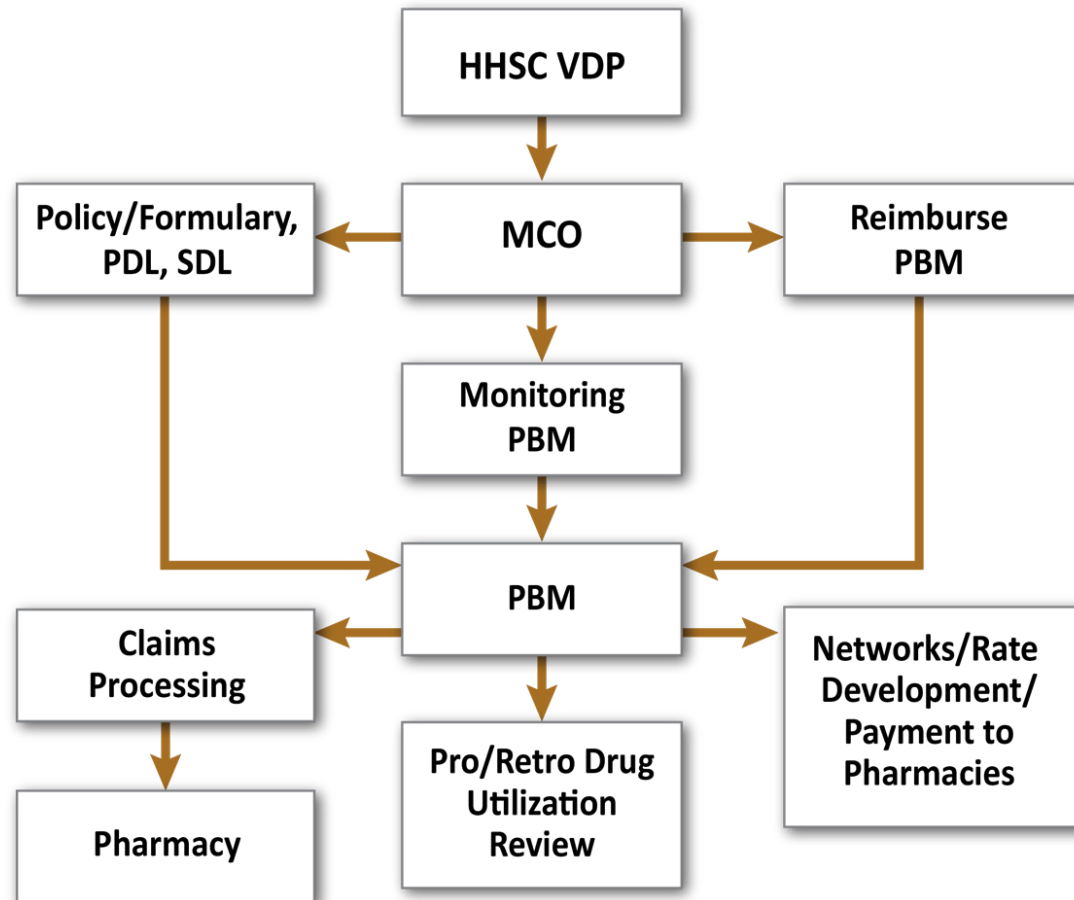 HHSC VDP
Policy/Formulary,
PDL, SDL
MCO
Reimburse
PBM
Monitoring
PBM
PBM
Claims
Processing
Networks/Rate
Development/
Payment to
Pharmacies
Pro/Retro Drug
Utilization
Review
Pharmacy